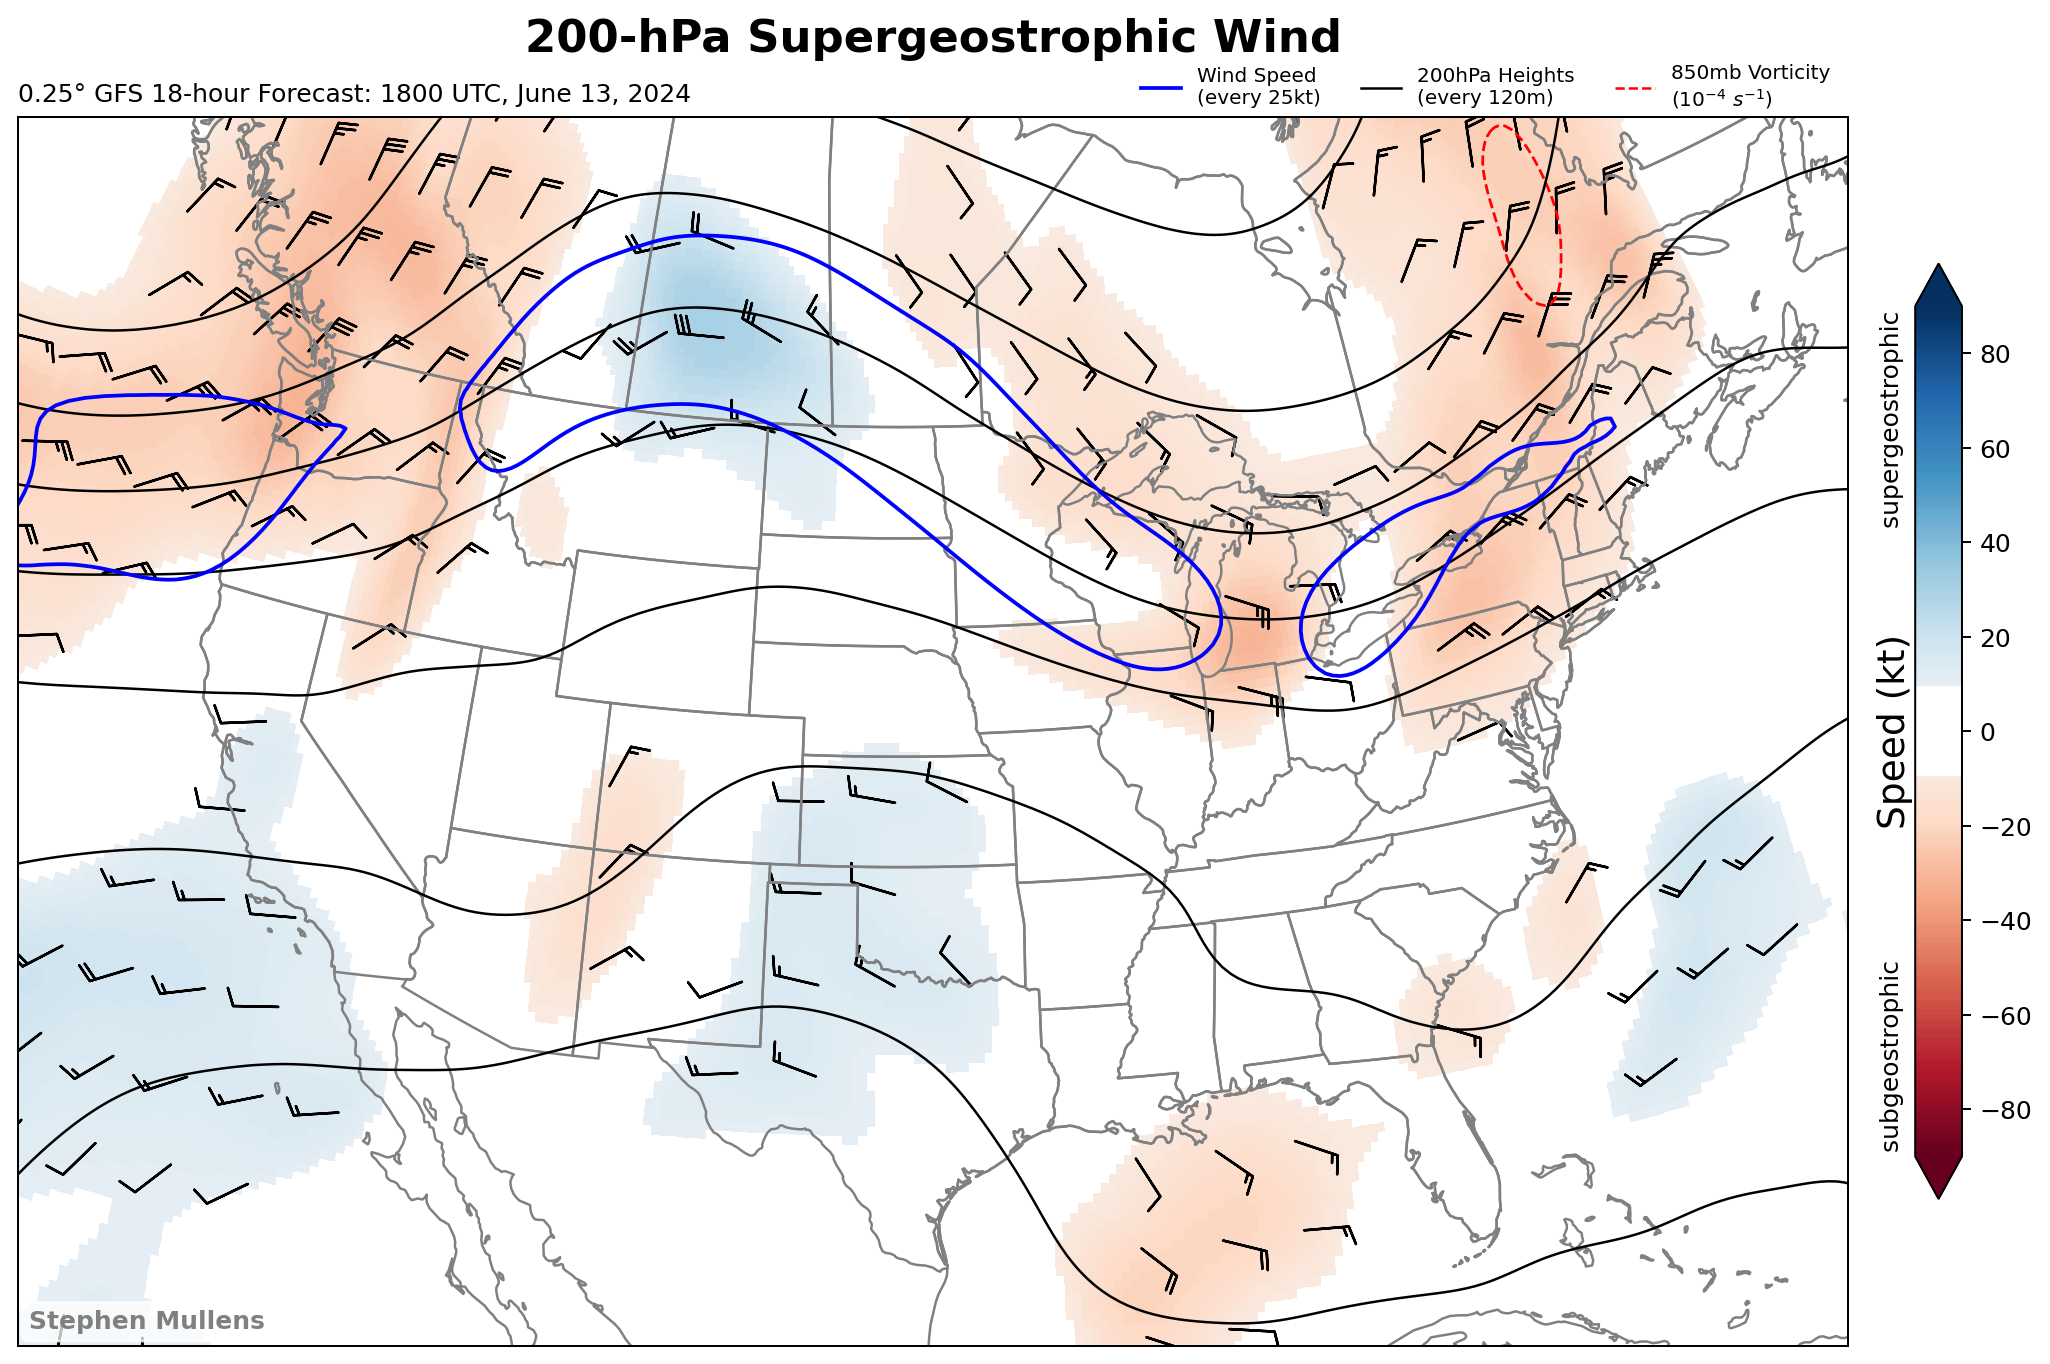 200-hPa Supergeostrophic Wind
0.25° GFS 18-hour Forecast: 1800 UTC, June 13, 2024
Wind Speed
(every 25kt)
200hPa Heights
(every 120m)
850mb Vorticity
(10⁻⁴ s⁻¹)
supergeostrophic
subgeostrophic
Speed (kt)
80
60
40
20
0
−20
−40
−60
−80
Stephen Mullens